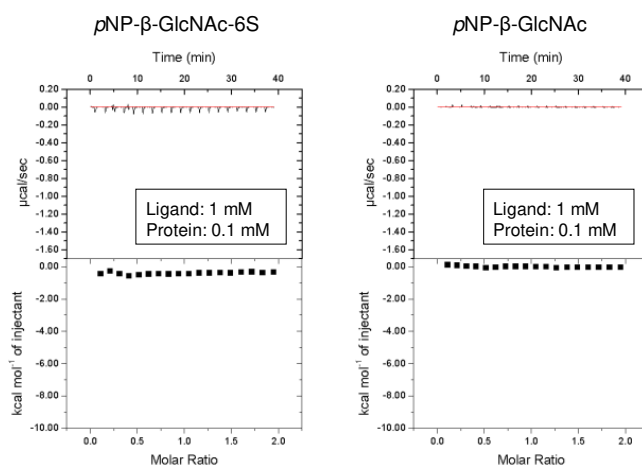 pNP-β-GlcNAc-6S
Time (min)
0 10 20 30 40
0.20
0.00
-0.20
-0.40
-0.60
-0.80
-1.00
-1.20
-1.40
-1.60
µcal/sec
Ligand: 1 mM
Protein: 0.1 mM
0.00
-2.00
-4.00
-6.00
-8.00
-10.00
kcal mol⁻¹ of injectant
0.0 0.5 1.0 1.5 2.0
Molar Ratio
pNP-β-GlcNAc
Time (min)
0 10 20 30 40
0.20
0.00
-0.20
-0.40
-0.60
-0.80
-1.00
-1.20
-1.40
-1.60
µcal/sec
Ligand: 1 mM
Protein: 0.1 mM
0.00
-2.00
-4.00
-6.00
-8.00
-10.00
kcal mol⁻¹ of injectant
0.0 0.5 1.0 1.5 2.0
Molar Ratio